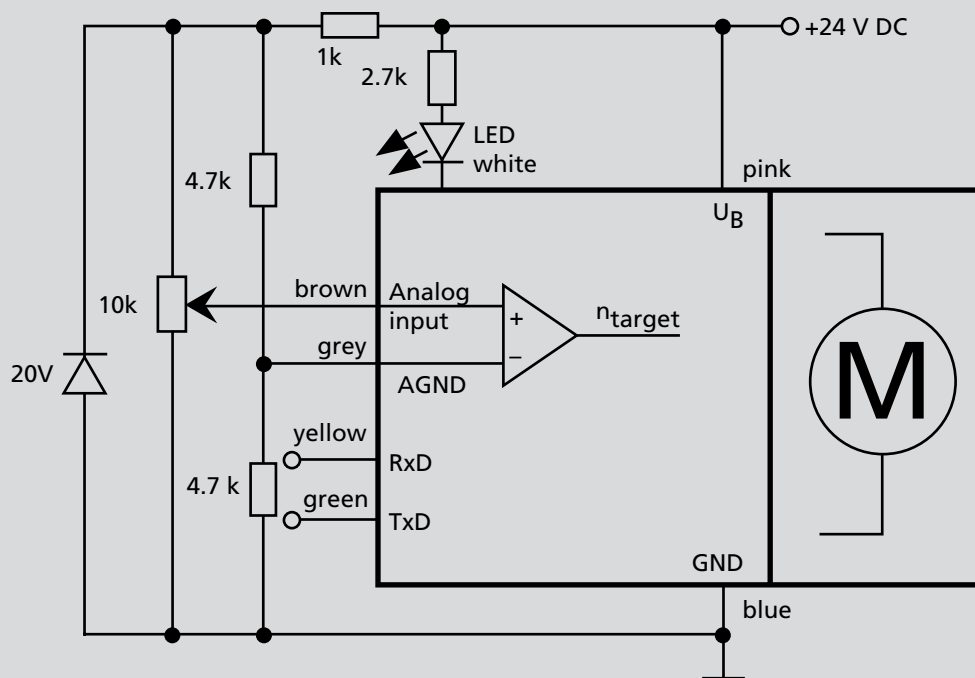 +24 V DC
1k
2.7k
LED
white
pink
4.7k
U_B
10k
brown
Analog
input
+
n_target
grey
–
20V
AGND
M
yellow
RxD
4.7 k
green
TxD
GND
blue